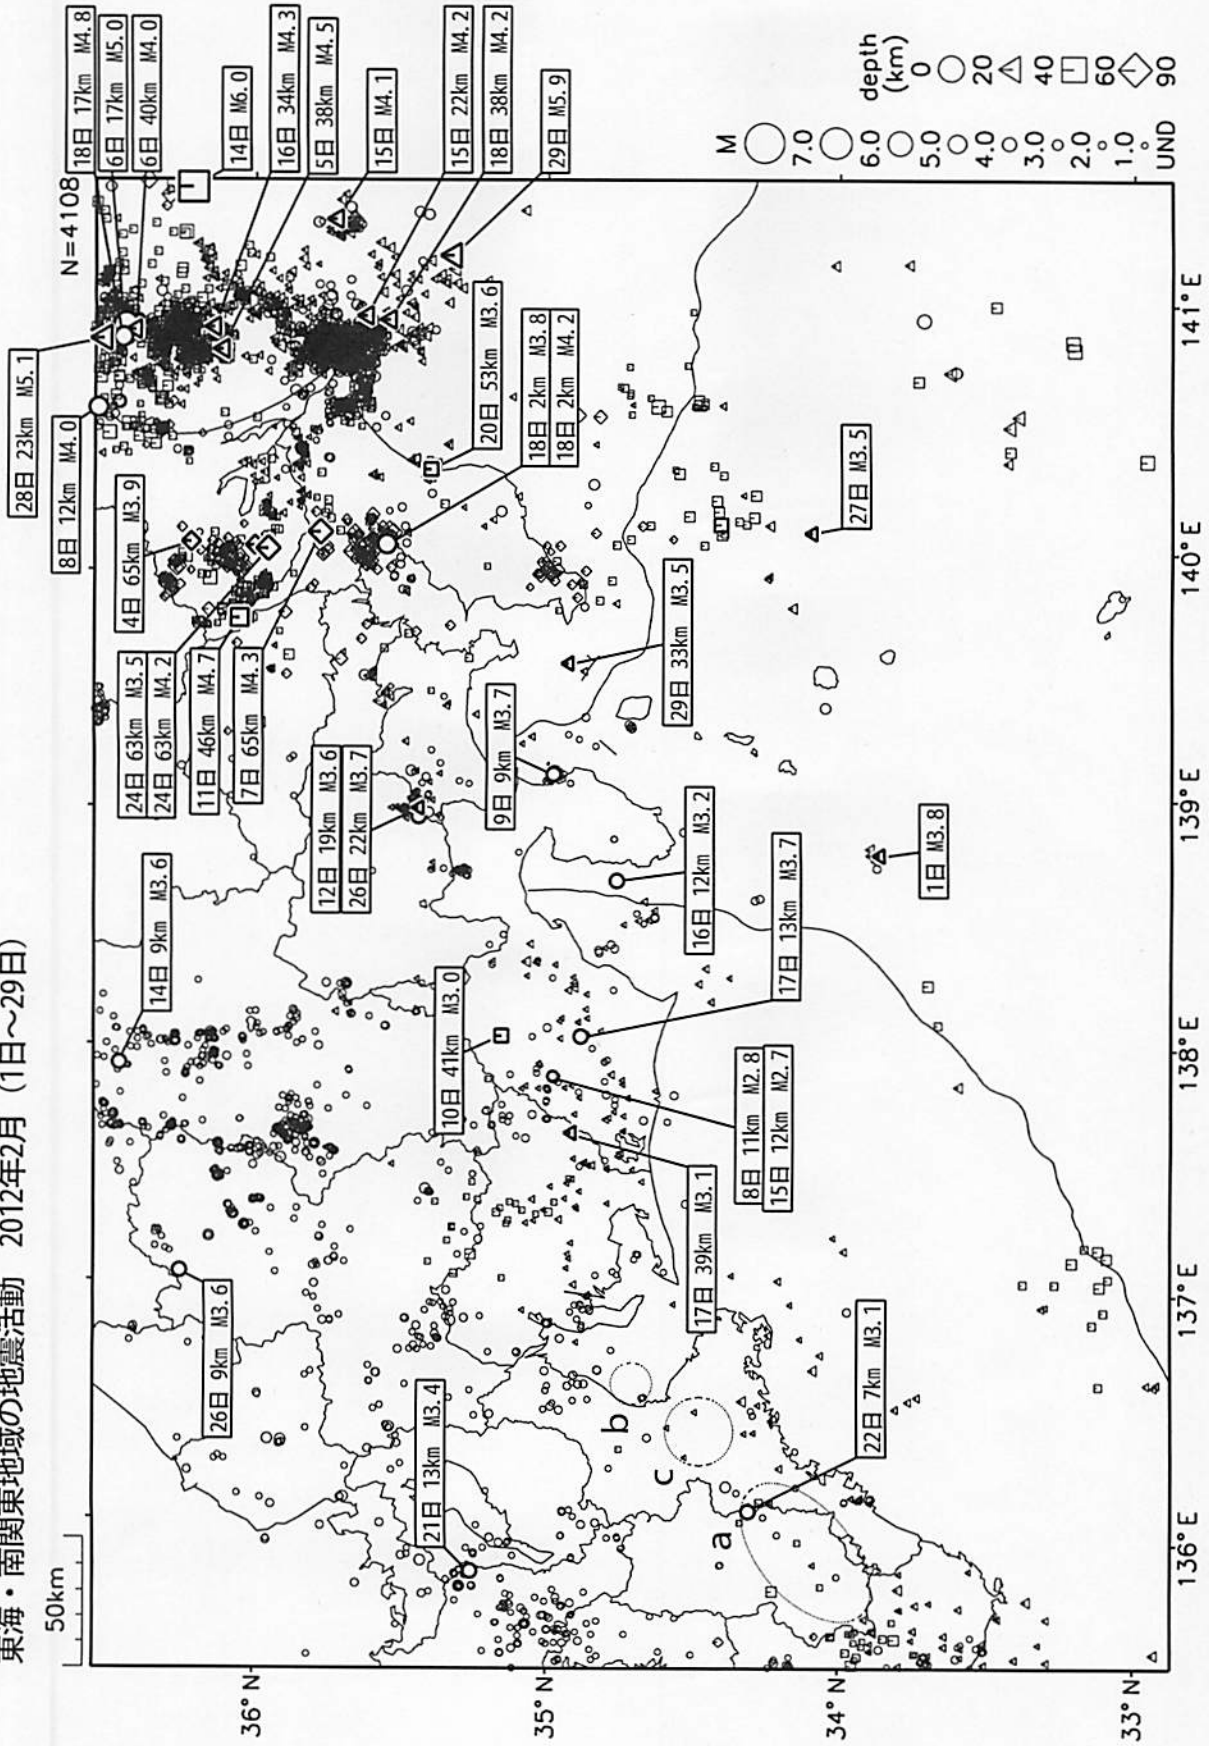 東海・南関東地域の地震活動　2012年2月（1日～29日）
50km
N=4108
28日 23km M5.1
8日 12km M4.0
18日 17km M4.8
6日 17km M5.0
6日 40km M4.0
14日 M6.0
16日 34km M4.3
5日 38km M4.5
15日 M4.1
15日 22km M4.2
18日 38km M4.2
29日 M5.9
4日 65km M3.9
24日 63km M3.5
24日 63km M4.2
11日 46km M4.7
7日 65km M4.3
20日 53km M3.6
18日 2km M3.8
18日 2km M4.2
14日 9km M3.6
12日 19km M3.6
26日 22km M3.7
9日 9km M3.7
29日 33km M3.5
27日 M3.5
26日 9km M3.6
10日 41km M3.0
16日 12km M3.2
17日 13km M3.7
1日 M3.8
8日 11km M2.8
15日 12km M2.7
17日 39km M3.1
21日 13km M3.4
22日 7km M3.1
a
b
c
36°N
35°N
34°N
33°N
136°E
137°E
138°E
139°E
140°E
141°E
M
7.0
6.0
5.0
4.0
3.0
2.0
1.0
UND
depth
(km)
0
20
40
60
90